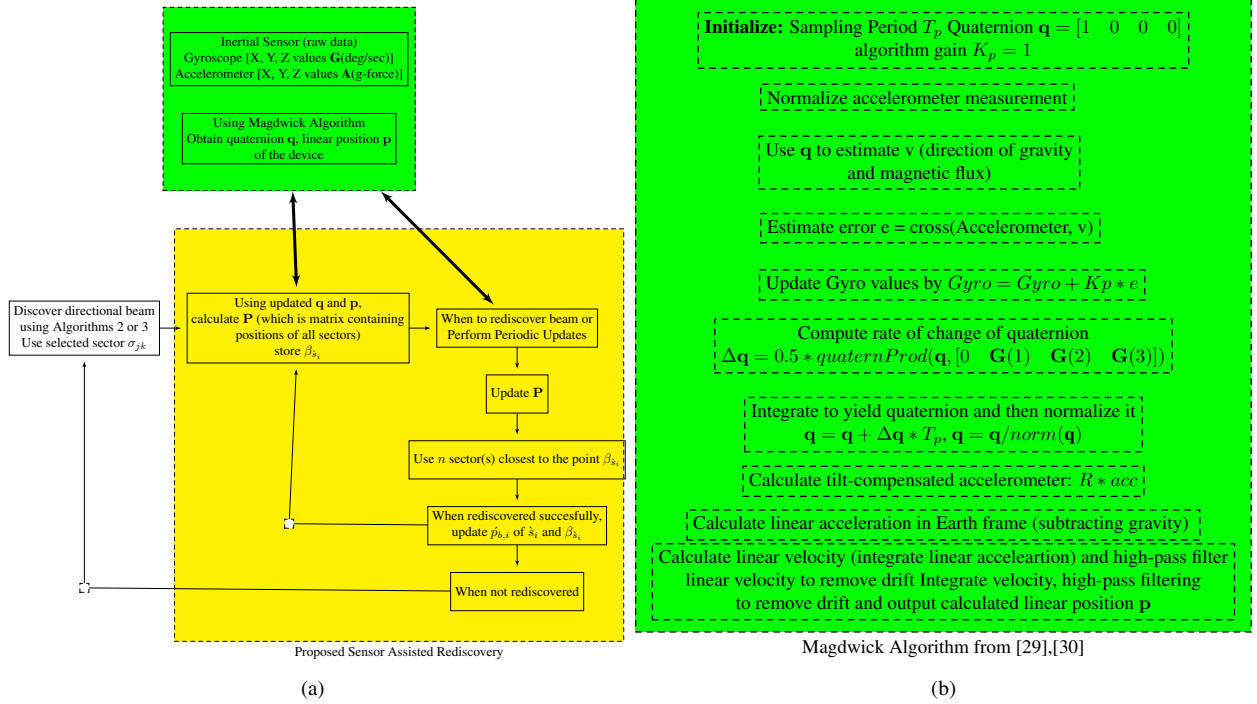 Inertial Sensor (raw data)
Gyroscope [X, Y, Z values G(deg/sec)]
Accelerometer [X, Y, Z values A(g-force)]
Using Magdwick Algorithm
Obtain quaternion q, linear position p
of the device
Discover directional beam
using Algorithms 2 or 3
Use selected sector σ_{jk}
Using updated q and p,
calculate P (which is matrix containing
positions of all sectors)
store β_{ŝ_i}
When to rediscover beam or
Perform Periodic Updates
Update P
Use n sector(s) closest to the point β_{ŝ_i}
When rediscovered succesfully,
update ṕ_{b,i} of ŝ_i and β_{ŝ_i}
When not rediscovered
Proposed Sensor Assisted Rediscovery
(a)
Initialize: Sampling Period T_p Quaternion q = [1 0 0 0]
algorithm gain K_p = 1
Normalize accelerometer measurement
Use q to estimate v (direction of gravity
and magnetic flux)
Estimate error e = cross(Accelerometer, v)
Update Gyro values by Gyro = Gyro + Kp * e
Compute rate of change of quaternion
Δq = 0.5 * quaternProd(q, [0 G(1) G(2) G(3)])
Integrate to yield quaternion and then normalize it
q = q + Δq * T_p, q = q/norm(q)
Calculate tilt-compensated accelerometer: R * acc
Calculate linear acceleration in Earth frame (subtracting gravity)
Calculate linear velocity (integrate linear acceleartion) and high-pass filter
linear velocity to remove drift Integrate velocity, high-pass filtering
to remove drift and output calculated linear position p
Magdwick Algorithm from [29],[30]
(b)